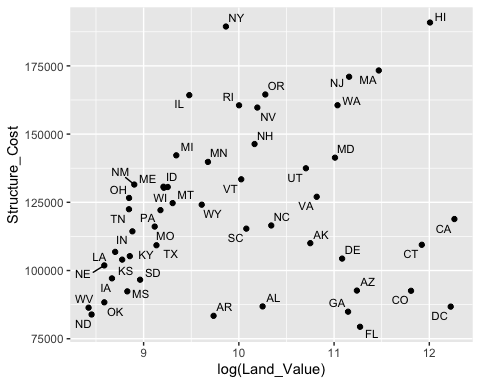 NY
HI
175000
NJ
MA
IL
RI
OR
WA
NV
150000
NH
MI
MN
MD
NM
ME
ID
UT
OH
VT
WI
MT
VA
125000
TN
PA
WY
NC
CA
MO
SC
AK
IN
KY
TX
DE
CT
LA
100000
NE
KS
SD
AZ
IA
MS
CO
WV
AR
AL
GA
DC
OK
ND
FL
75000
9
10
11
12
log(Land_Value)
Structure_Cost